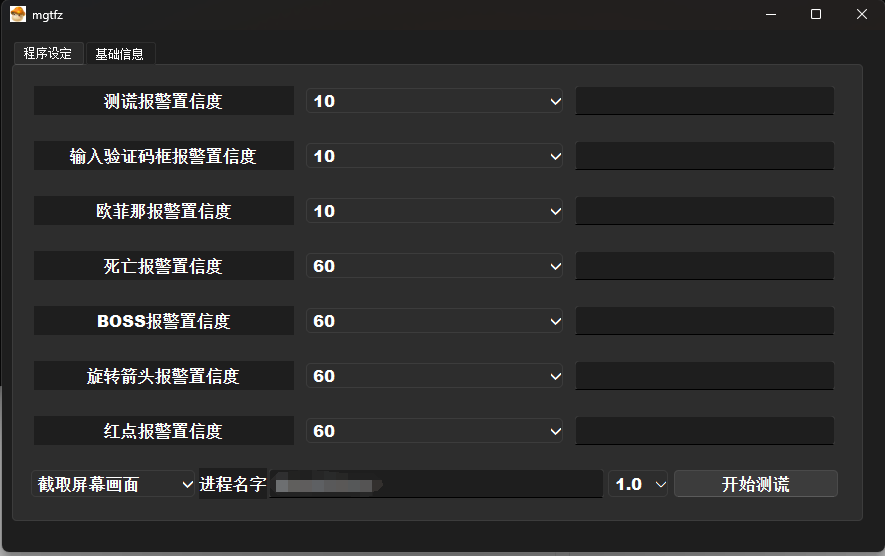 mgtfz
程序设定 基础信息
测谎报警置信度 10
输入验证码框报警置信度 10
欧菲那报警置信度 10
死亡报警置信度 60
BOSS报警置信度 60
旋转箭头报警置信度 60
红点报警置信度 60
截取屏幕画面 进程名字 1.0 开始测谎